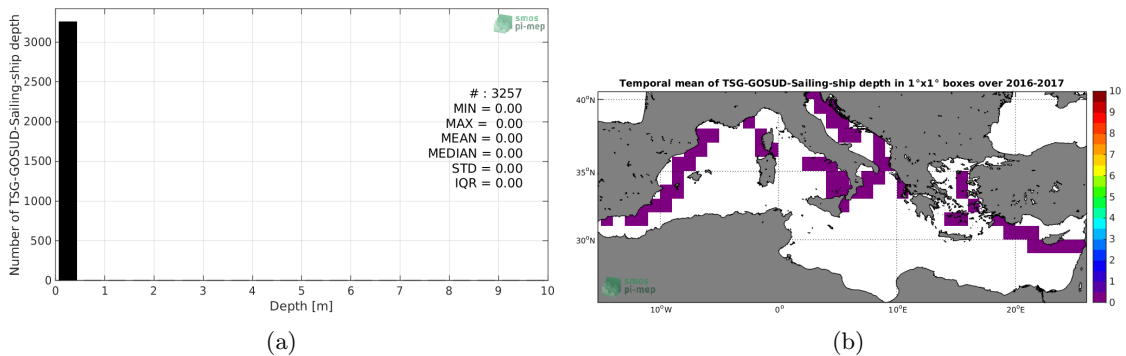 smos
pi-mep
Number of TSG-GOSUD-Sailing-ship depth
3000
2500
2000
1500
1000
500
0
# : 3257
MIN = 0.00
MAX = 0.00
MEAN = 0.00
MEDIAN = 0.00
STD = 0.00
IQR = 0.00
0 1 2 3 4 5 6 7 8 9 10
Depth [m]
(a)
Temporal mean of TSG-GOSUD-Sailing-ship depth in 1°x1° boxes over 2016-2017
40°N
35°N
30°N
10°W 0° 10°E 20°E
smos
pi-mep
10
9
8
7
6
5
4
3
2
1
0
(b)